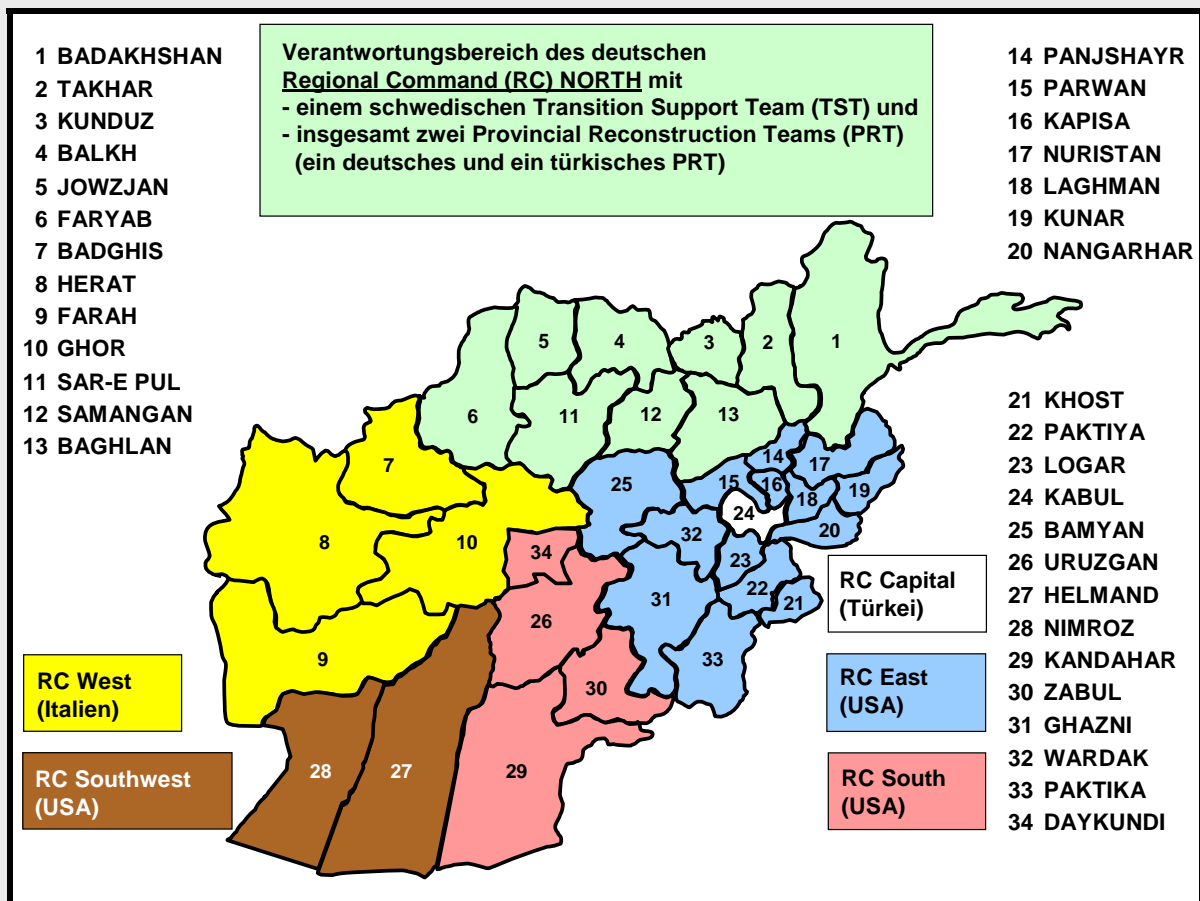 1 BADAKHSHAN
2 TAKHAR
3 KUNDUZ
4 BALKH
5 JOWZJAN
6 FARYAB
7 BADGHIS
8 HERAT
9 FARAH
10 GHOR
11 SAR-E PUL
12 SAMANGAN
13 BAGHLAN
Verantwortungsbereich des deutschen
Regional Command (RC) NORTH mit
- einem schwedischen Transition Support Team (TST) und
- insgesamt zwei Provincial Reconstruction Teams (PRT)
(ein deutsches und ein türkisches PRT)
14 PANJSHAYR
15 PARWAN
16 KAPISA
17 NURISTAN
18 LAGHMAN
19 KUNAR
20 NANGARHAR
21 KHOST
22 PAKTIYA
23 LOGAR
24 KABUL
25 BAMYAN
26 URUZGAN
27 HELMAND
28 NIMROZ
29 KANDAHAR
30 ZABUL
31 GHAZNI
32 WARDAK
33 PAKTIKA
34 DAYKUNDI
5
4
3
2
1
6
11
12
13
7
25
14
17
15
16
18
19
24
20
8
10
34
32
23
22
21
31
26
33
9
30
28
27
29
RC West
(Italien)
RC Southwest
(USA)
RC Capital
(Türkei)
RC East
(USA)
RC South
(USA)